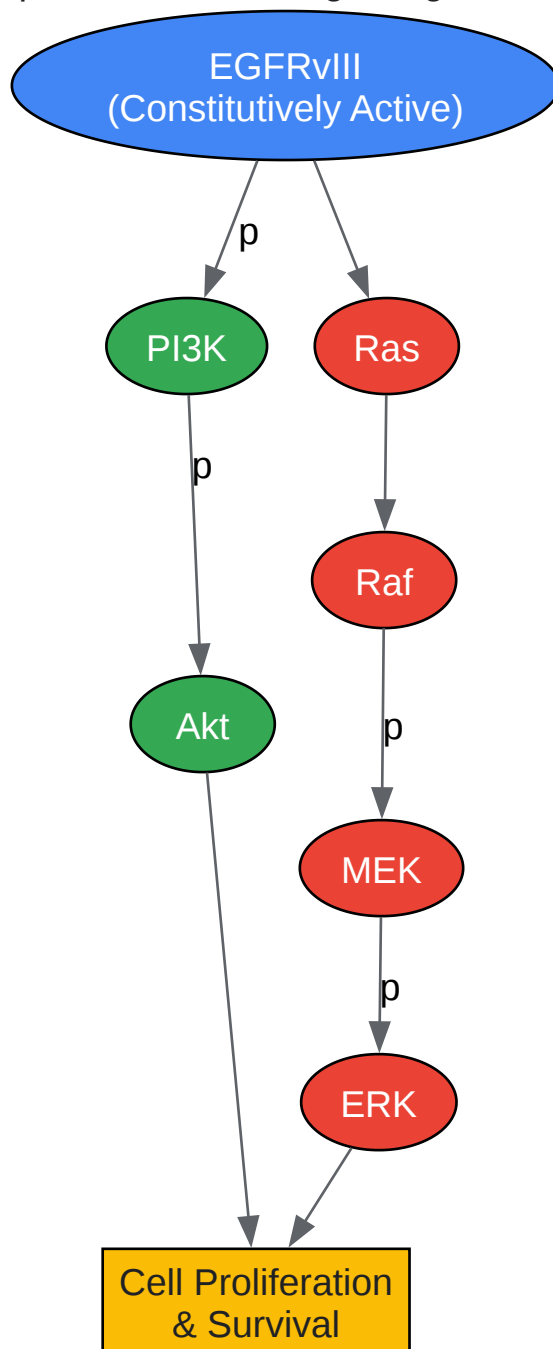 EGFRvIII
(Constitutively Active)
p
PI3K
Ras
p
Raf
Akt
p
MEK
p
ERK
Cell Proliferation
& Survival